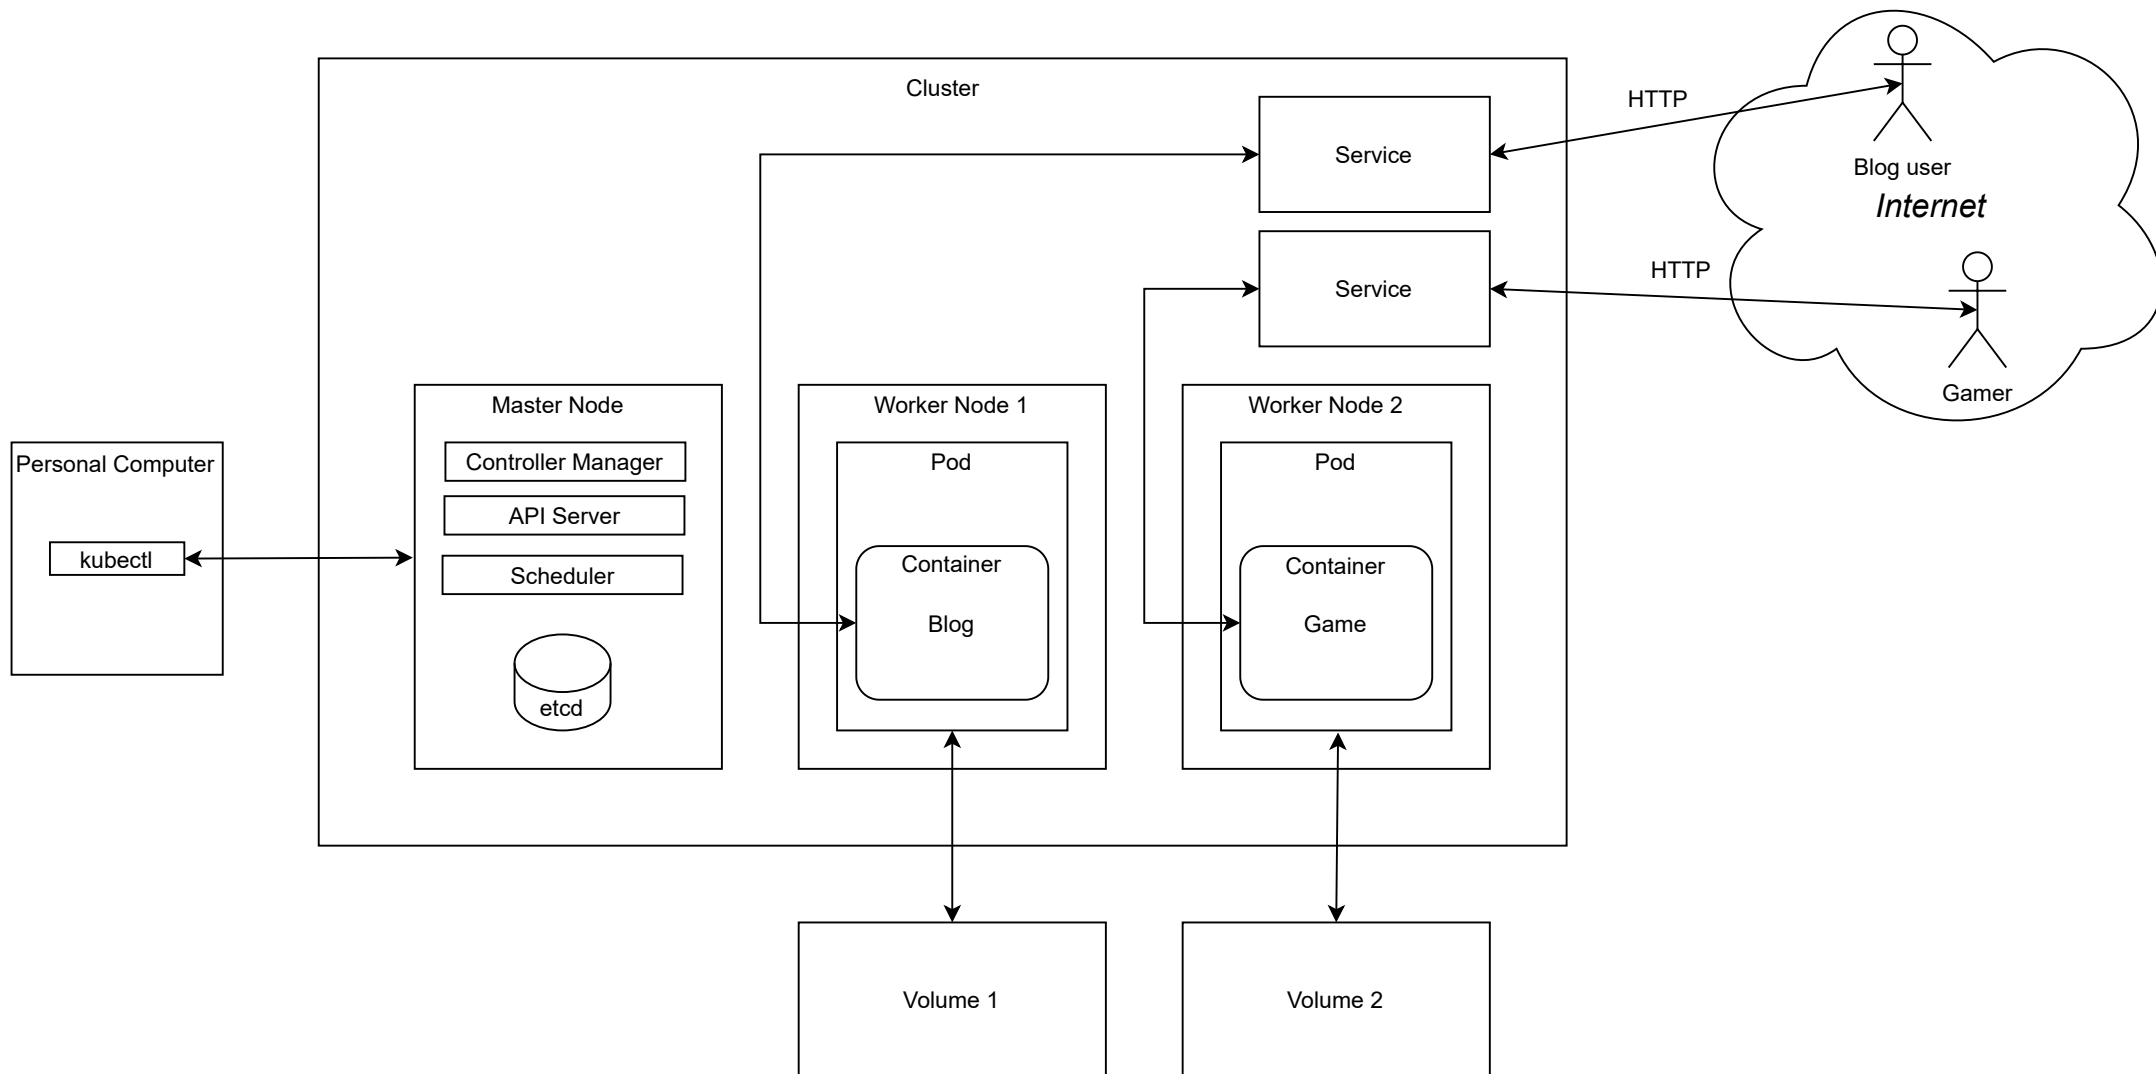 Cluster
Service
HTTP
Blog user
Internet
Service
HTTP
Gamer
Personal Computer
kubectl
Master Node
Controller Manager
API Server
Scheduler
etcd
Worker Node 1
Pod
Container
Blog
Worker Node 2
Pod
Container
Game
Volume 1
Volume 2